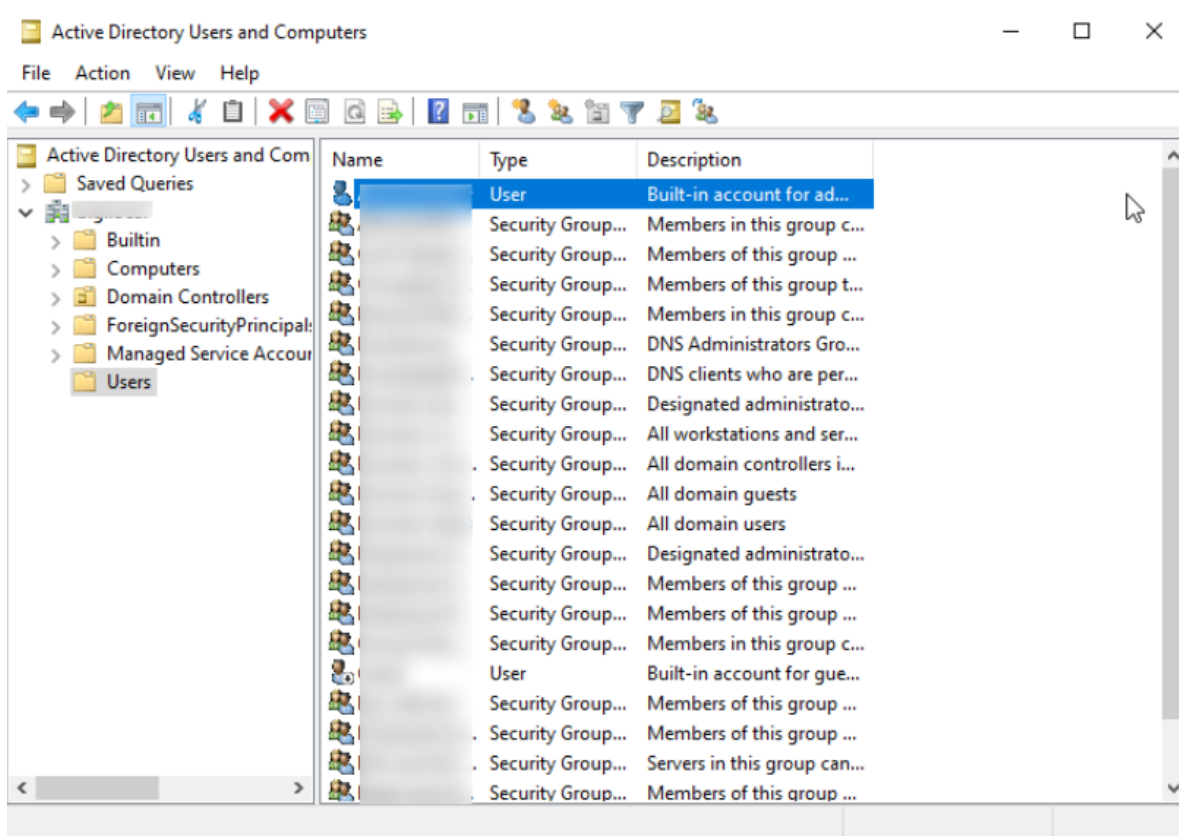 Active Directory Users and Computers
File Action View Help
Active Directory Users and Com
Saved Queries
Builtin
Computers
Domain Controllers
ForeignSecurityPrincipals
Managed Service Accour
Users
Name Type Description
User Built-in account for ad...
Security Group... Members in this group c...
Security Group... Members of this group ...
Security Group... Members of this group t...
Security Group... Members in this group c...
Security Group... DNS Administrators Gro...
Security Group... DNS clients who are per...
Security Group... Designated administrato...
Security Group... All workstations and ser...
Security Group... All domain controllers i...
Security Group... All domain guests
Security Group... All domain users
Security Group... Designated administrato...
Security Group... Members of this group ...
Security Group... Members of this group ...
Security Group... Members in this group c...
User Built-in account for gue...
Security Group... Members of this group ...
Security Group... Members of this group ...
Security Group... Servers in this group can...
Security Group... Members of this group ...